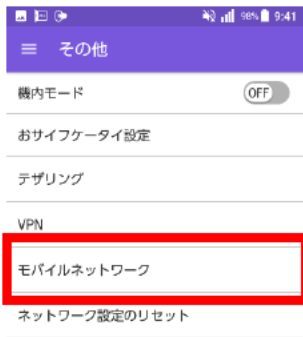 98% 9:41
その他
機内モード OFF
おサイフケータイ設定
テザリング
VPN
モバイルネットワーク
ネットワーク設定のリセット